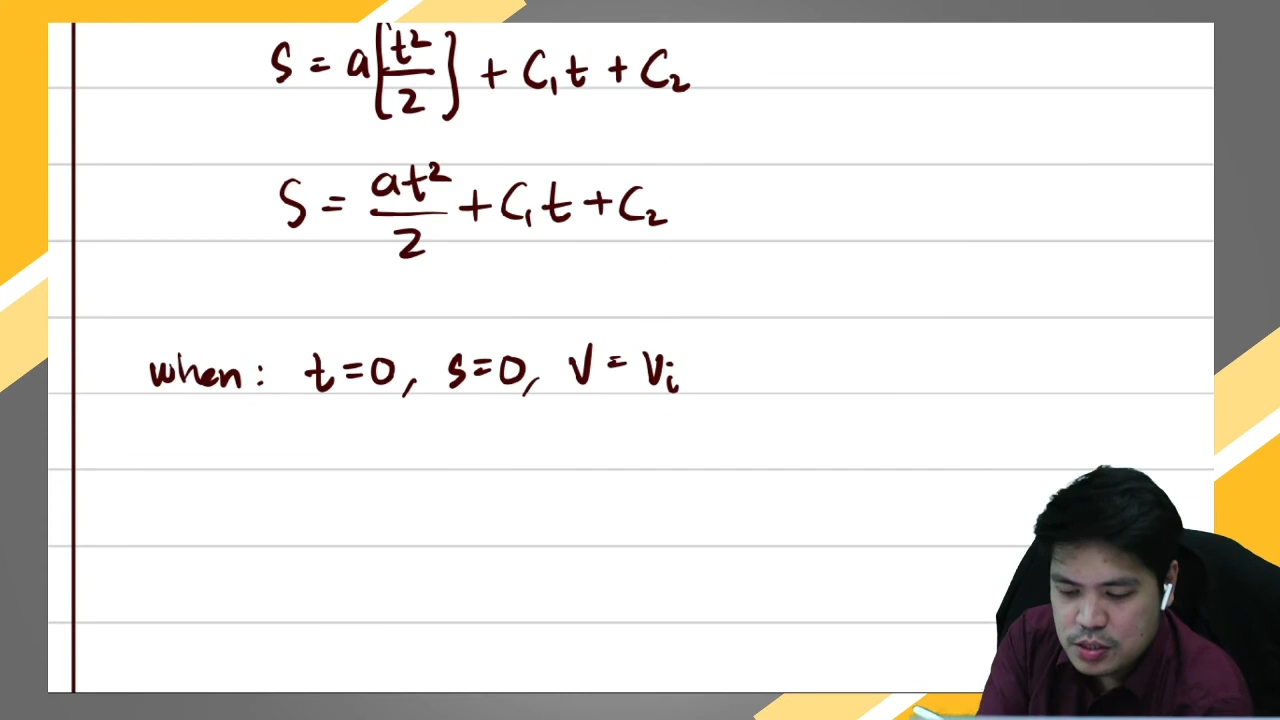 S = a[t²/2] + C₁t + C₂
S = at²/2 + C₁t + C₂
when: t=0, s=0, V = Vᵢ